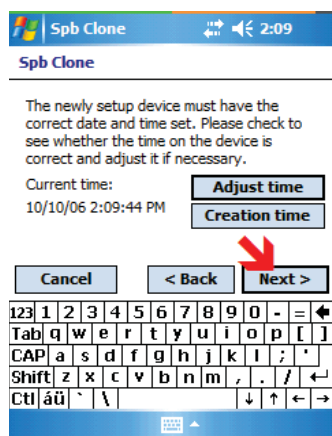 Spb Clone 2:09
Spb Clone
The newly setup device must have the
correct date and time set. Please check to
see whether the time on the device is
correct and adjust it if necessary.
Current time:
Adjust time
10/10/06 2:09:44 PM
Creation time
Cancel < Back Next >
123 1 2 3 4 5 6 7 8 9 0 - =
Tab q w e r t y u i o p [ ]
CAP a s d f g h j k l ; '
Shift z x c v b n m , . /
Ctl áü ` \